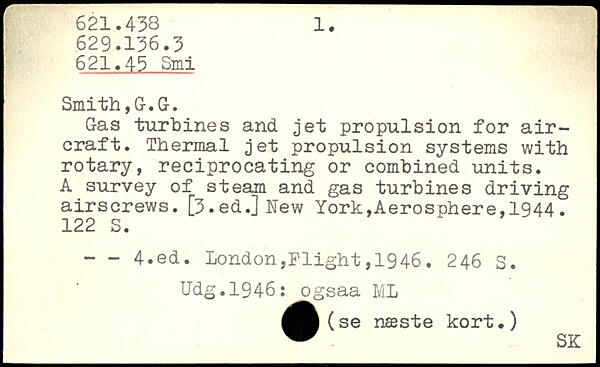 621.438 1.
629.136.3
621.45 Smi
Smith,G.G.
Gas turbines and jet propulsion for air-
craft. Thermal jet propulsion systems with
rotary, reciprocating or combined units.
A survey of steam and gas turbines driving
airscrews. [3.ed.] New York,Aerosphere,1944.
122 S.
- - 4.ed. London,Flight,1946. 246 S.
Udg.1946: ogsaa ML
(se næste kort.)
SK